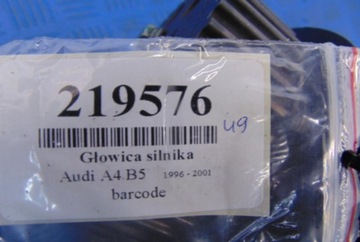 219576
U9
Głowica silnika
Audi A4 B5 1996 - 2001
barcode